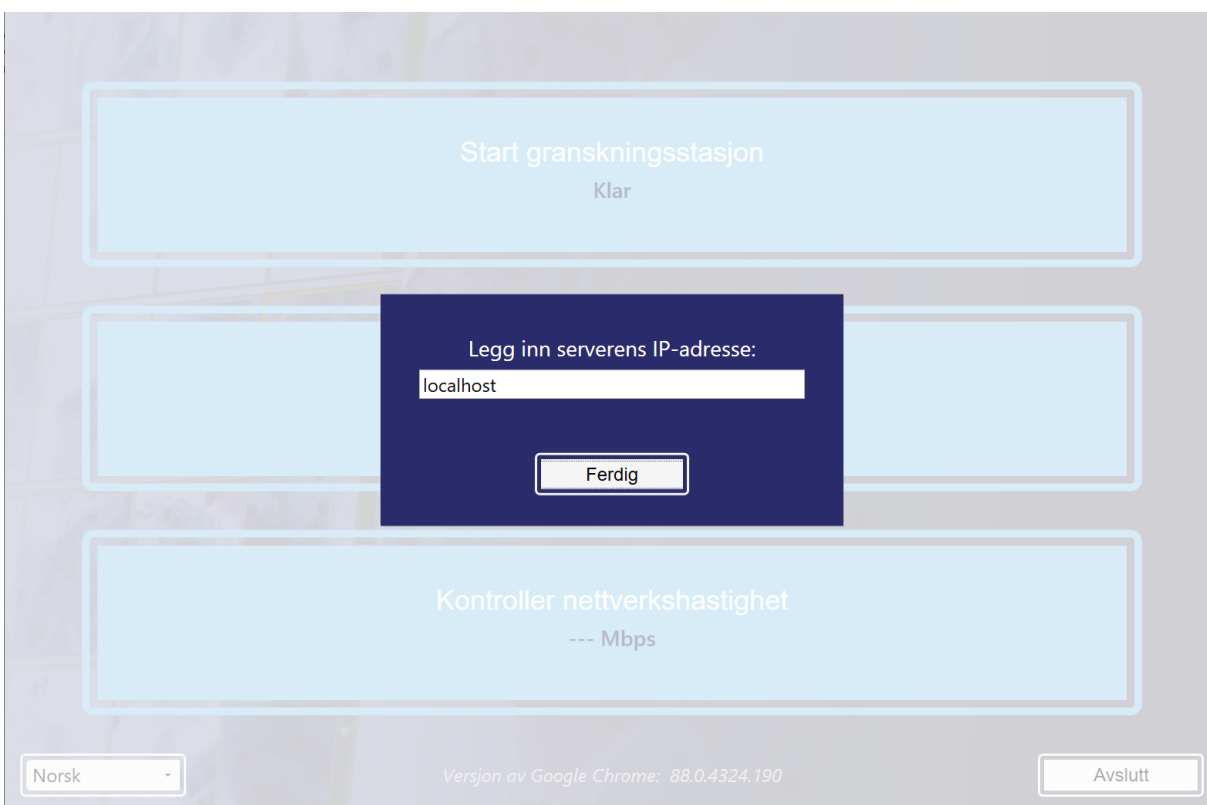 Start granskningsstasjon
Klar
Legg inn serverens IP-adresse:
localhost
Ferdig
Kontroller nettverkshastighet
--- Mbps
Norsk
Versjon av Google Chrome: 88.0.4324.190
Avslutt